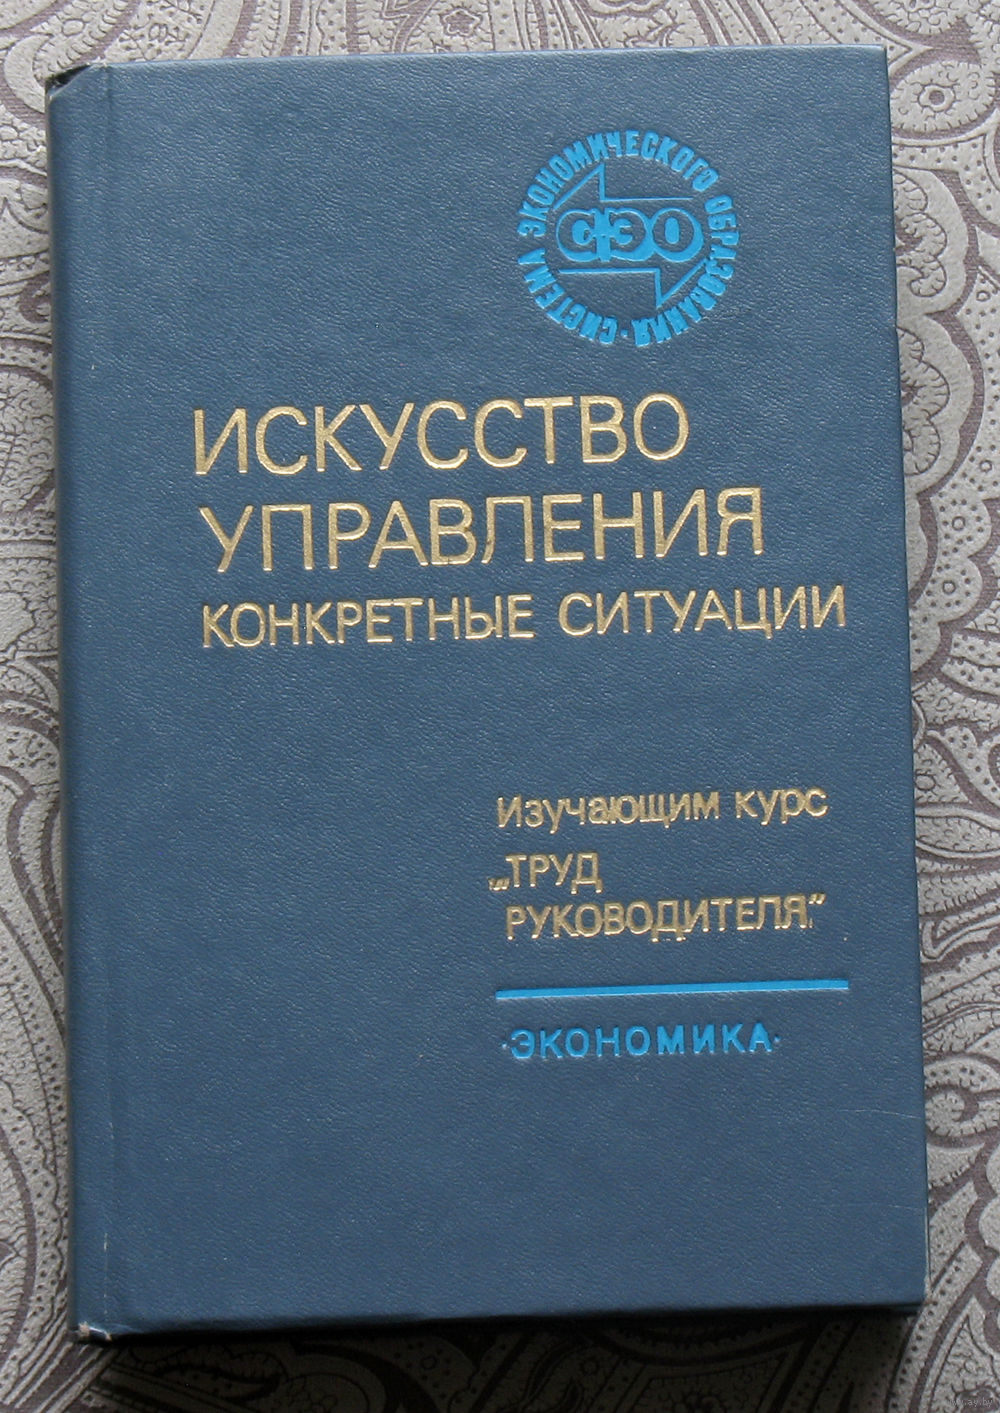 СИСТЕМА ЭКОНОМИЧЕСКОГО ОБРАЗОВАНИЯ ·
СЭО
ИСКУССТВО
УПРАВЛЕНИЯ
КОНКРЕТНЫЕ СИТУАЦИИ
Изучающим курс
„ТРУД
РУКОВОДИТЕЛЯ”
·ЭКОНОМИКА·